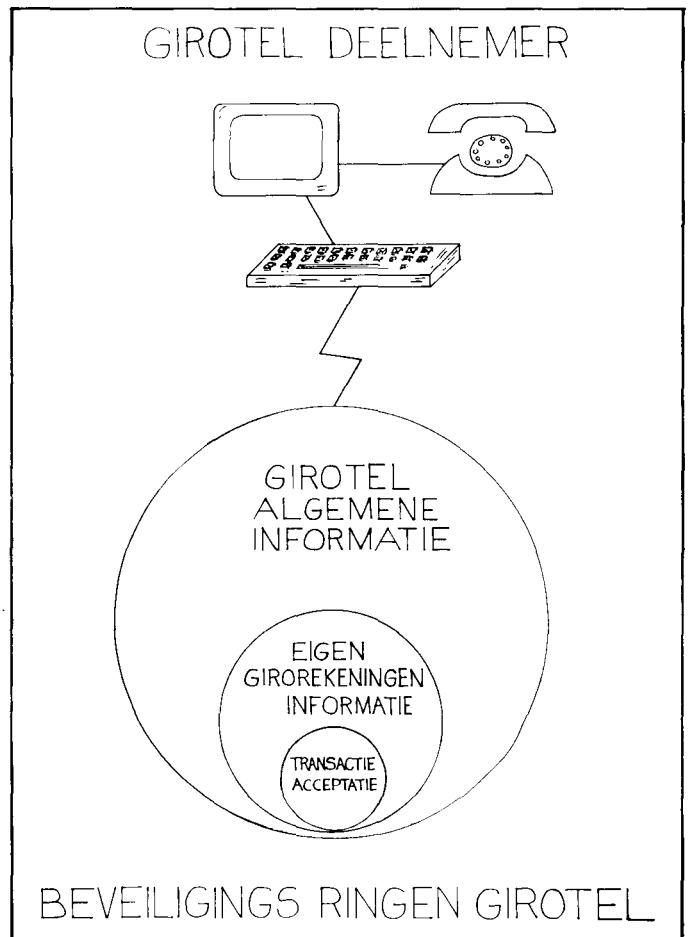 GIROTEL DEELNEMER
GIROTEL
ALGEMENE
INFORMATIE
EIGEN
GIROREKENINGEN
INFORMATIE
TRANSACTIE
ACCEPTATIE
BEVEILIGINGS RINGEN GIROTEL